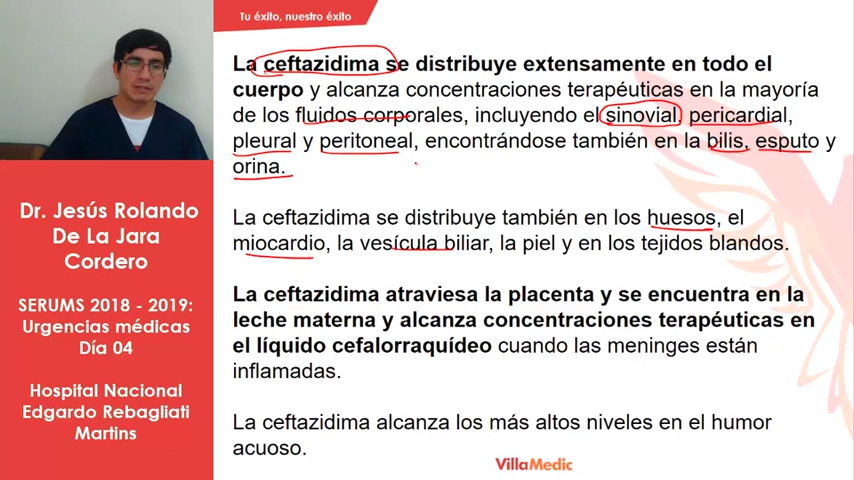 Tu éxito, nuestro éxito
La ceftazidima se distribuye extensamente en todo el
cuerpo y alcanza concentraciones terapéuticas en la mayoría
de los fluidos corporales, incluyendo el sinovial, pericardial,
pleural y peritoneal, encontrándose también en la bilis, esputo y
orina.
La ceftazidima se distribuye también en los huesos, el
miocardio, la vesícula biliar, la piel y en los tejidos blandos.
La ceftazidima atraviesa la placenta y se encuentra en la
leche materna y alcanza concentraciones terapéuticas en
el líquido cefalorraquídeo cuando las meninges están
inflamadas.
La ceftazidima alcanza los más altos niveles en el humor
acuoso.
Dr. Jesús Rolando
De La Jara
Cordero
SERUMS 2018 - 2019:
Urgencias médicas
Día 04
Hospital Nacional
Edgardo Rebagliati
Martins
VillaMedic